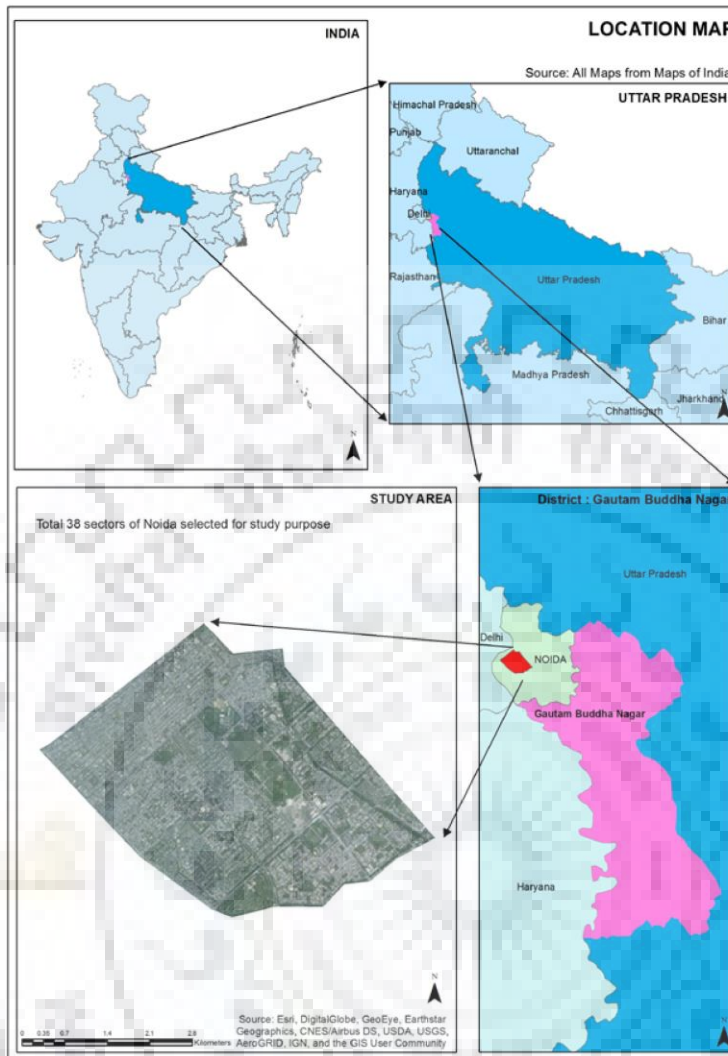 LOCATION MAP
INDIA
Source: All Maps from Maps of India
UTTAR PRADESH
Himachal Pradesh
Punjab
Uttaranchal
Haryana
Delhi
Rajasthan
Uttar Pradesh
Bihar
Madhya Pradesh
Jharkhand
Chhattisgarh
N
N
STUDY AREA
Total 38 sectors of Noida selected for study purpose
District : Gautam Buddha Nagar
Uttar Pradesh
Delhi
NOIDA
Gautam Buddha Nagar
Haryana
N
N
Source: Esri, DigitalGlobe, GeoEye, Earthstar
Geographics, CNES/Airbus DS, USDA, USGS,
AeroGRID, IGN, and the GIS User Community
0 0.35 0.7 1.4 2.1 2.8
Kilometers